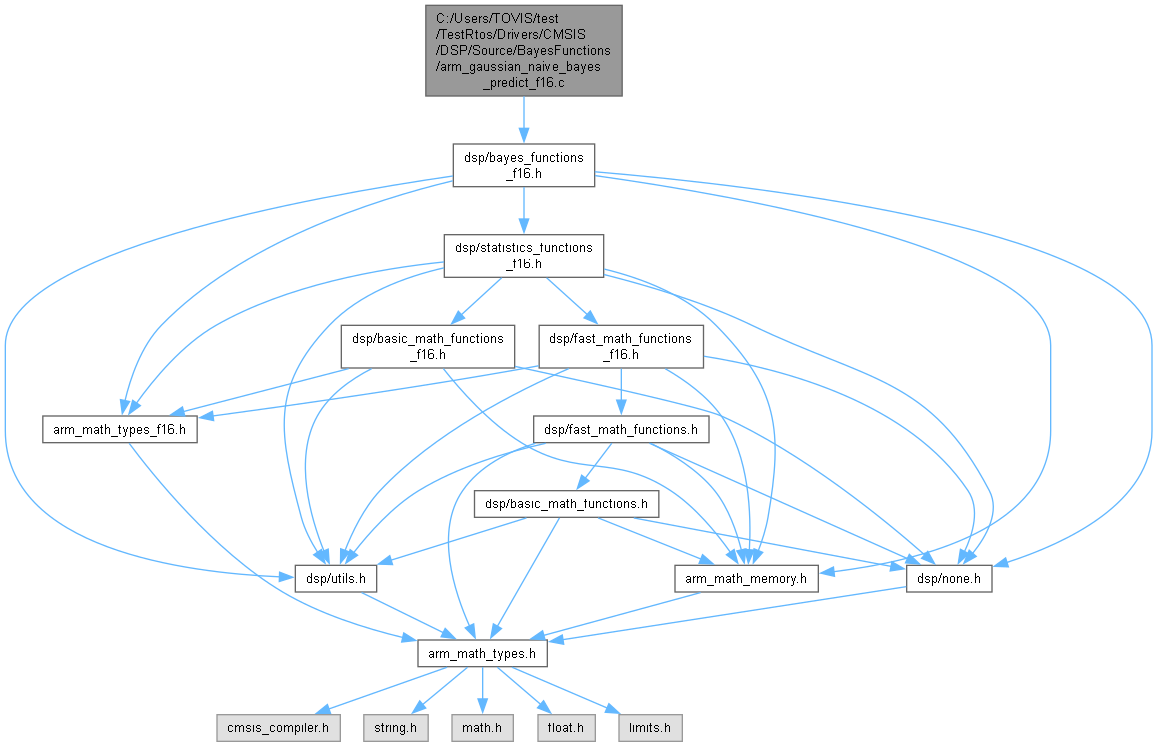 C:/Users/TOVIS/test
/TestRtos/Drivers/CMSIS
/DSP/Source/BayesFunctions
/arm_gaussian_naive_bayes
_predict_f16.c
dsp/bayes_functions
_f16.h
dsp/statistics_functions
_f16.h
dsp/basic_math_functions
_f16.h
dsp/fast_math_functions
_f16.h
arm_math_types_f16.h
dsp/fast_math_functions.h
dsp/basic_math_functions.h
dsp/utils.h
arm_math_memory.h
dsp/none.h
arm_math_types.h
cmsis_compiler.h
string.h
math.h
float.h
limits.h